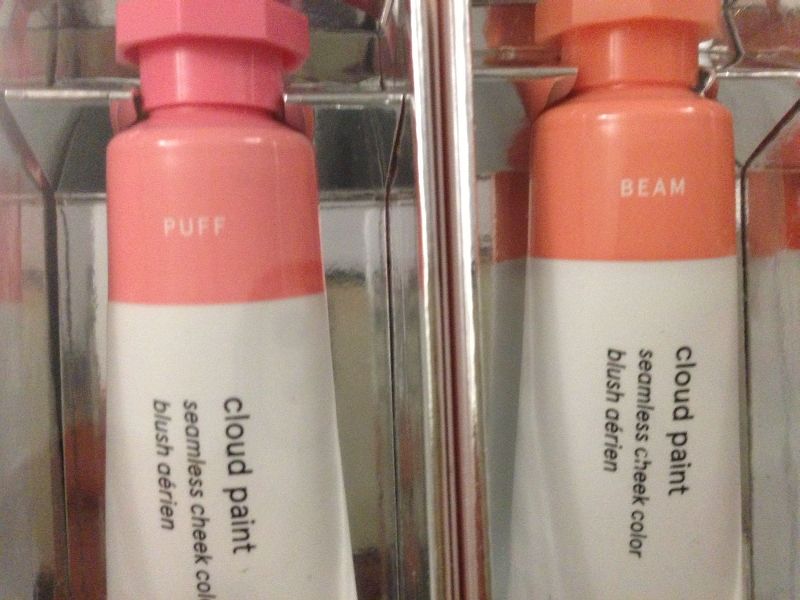 PUFF
cloud paint
seamless cheek col
blush aérien
BEAM
cloud paint
seamless cheek color
blush aérien